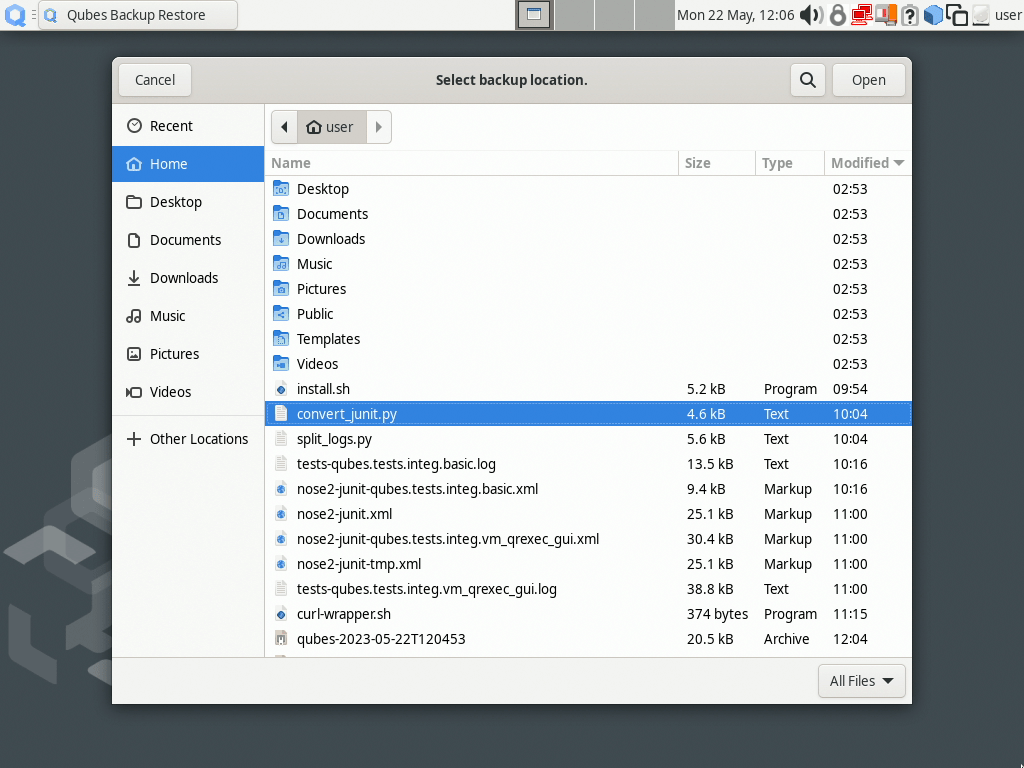 Qubes Backup Restore
Mon 22 May, 12:06
user
Cancel
Select backup location.
Open
Recent
Home
Desktop
Documents
Downloads
Music
Pictures
Videos
Other Locations
user
Name Size Type Modified
Desktop 02:53
Documents 02:53
Downloads 02:53
Music 02:53
Pictures 02:53
Public 02:53
Templates 02:53
Videos 02:53
install.sh 5.2 kB Program 09:54
convert_junit.py 4.6 kB Text 10:04
split_logs.py 5.6 kB Text 10:04
tests-qubes.tests.integ.basic.log 13.5 kB Text 10:16
nose2-junit-qubes.tests.integ.basic.xml 9.4 kB Markup 10:16
nose2-junit.xml 25.1 kB Markup 11:00
nose2-junit-qubes.tests.integ.vm_qrexec_gui.xml 30.4 kB Markup 11:00
nose2-junit-tmp.xml 25.1 kB Markup 11:00
tests-qubes.tests.integ.vm_qrexec_gui.log 38.8 kB Text 11:00
curl-wrapper.sh 374 bytes Program 11:15
qubes-2023-05-22T120453 20.5 kB Archive 12:04
All Files